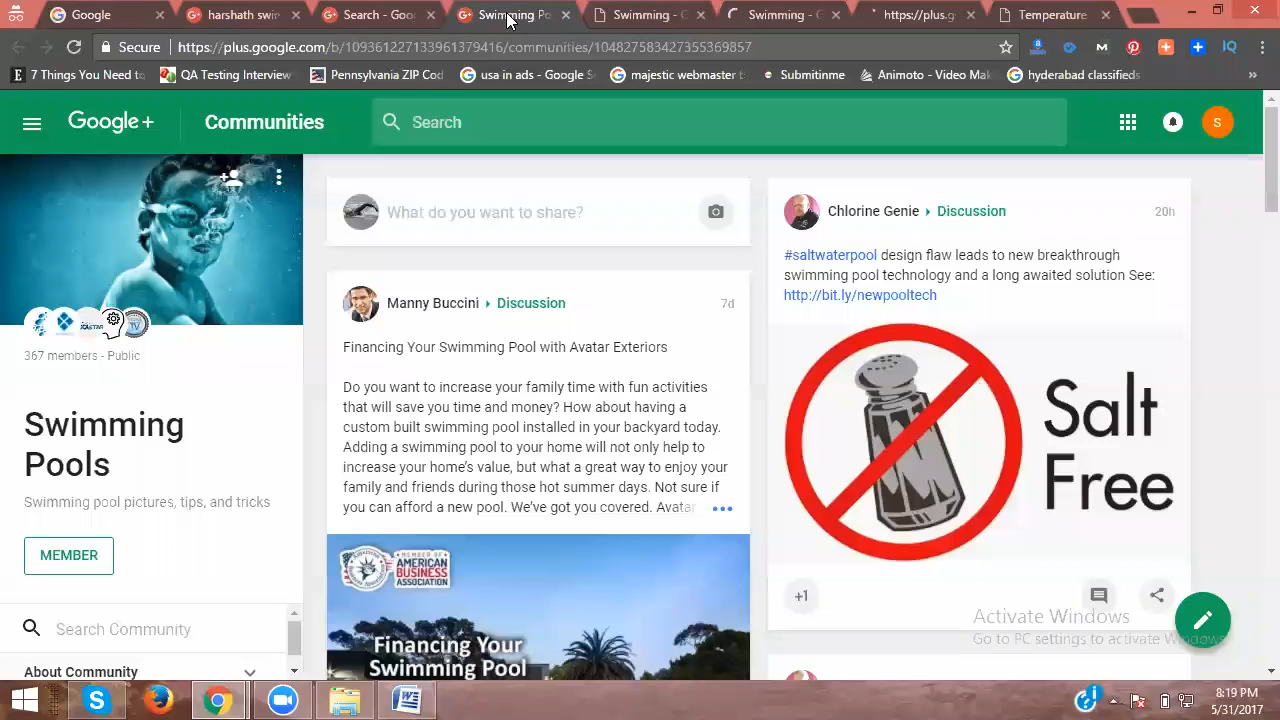 Google
harshath swim
Search - Goo
Swimming Po
Swimming - G
Swimming - G
https://plus.g
Temperature
Secure
https://plus.google.com/b/109361227133961379416/communities/104827583427355369857
7 Things You Need to
QA Testing Interview
Pennsylvania ZIP Cod
usa in ads - Google S
majestic webmaster t
Submitinme
Animoto - Video Mak
hyderabad classifieds
Google+
Communities
Search
S
What do you want to share?
Chlorine Genie ▸ Discussion
20h
#saltwaterpool design flaw leads to new breakthrough
swimming pool technology and a long awaited solution See:
http://bit.ly/newpooltech
Salt
Free
+1
Manny Buccini ▸ Discussion
7d
Financing Your Swimming Pool with Avatar Exteriors
Do you want to increase your family time with fun activities
that will save you time and money? How about having a
custom built swimming pool installed in your backyard today.
Adding a swimming pool to your home will not only help to
increase your home's value, but what a great way to enjoy your
family and friends during those hot summer days. Not sure if
you can afford a new pool. We've got you covered. Avatar
MEMBER OF
AMERICAN
BUSINESS
ASSOCIATION
Financing Your
Swimming Pool
367 members - Public
Swimming
Pools
Swimming pool pictures, tips, and tricks
MEMBER
Search Community
About Community
Activate Windows
Go to PC settings to activate Windows.
8:19 PM
5/31/2017